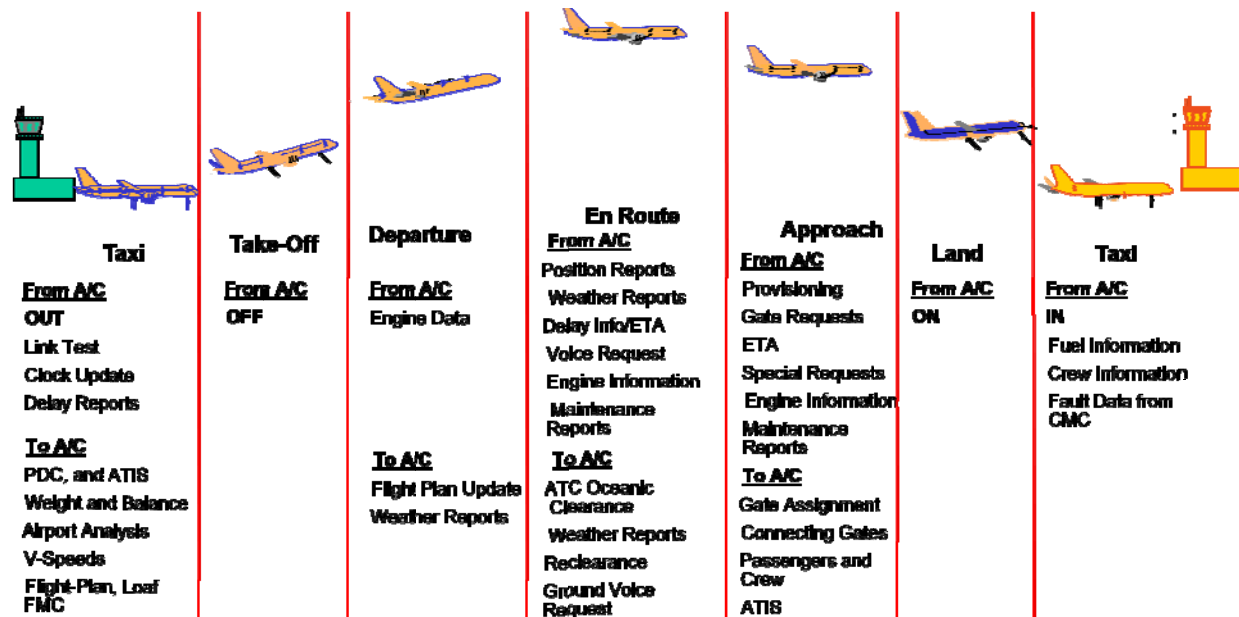 Taxi
From A/C
OUT
Link Test
Clock Update
Delay Reports
To A/C
PDC, and ATIS
Weight and Balance
Airport Analysis
V-Speeds
Flight-Plan, Loaf
FMC
Take-Off
From A/C
OFF
Departure
From A/C
Engine Data
To A/C
Flight Plan Update
Weather Reports
En Route
From A/C
Position Reports
Weather Reports
Delay Info/ETA
Voice Request
Engine Information
Maintenance
Reports
To A/C
ATC Oceanic
Clearance
Weather Reports
Reclearance
Ground Voice
Request
Approach
From A/C
Provisioning
Gate Requests
ETA
Special Requests
Engine Information
Maintenance
Reports
To A/C
Gate Assignment
Connecting Gates
Passengers and
Crew
ATIS
Land
From A/C
ON
Taxi
From A/C
IN
Fuel Information
Crew Information
Fault Data from
CMC